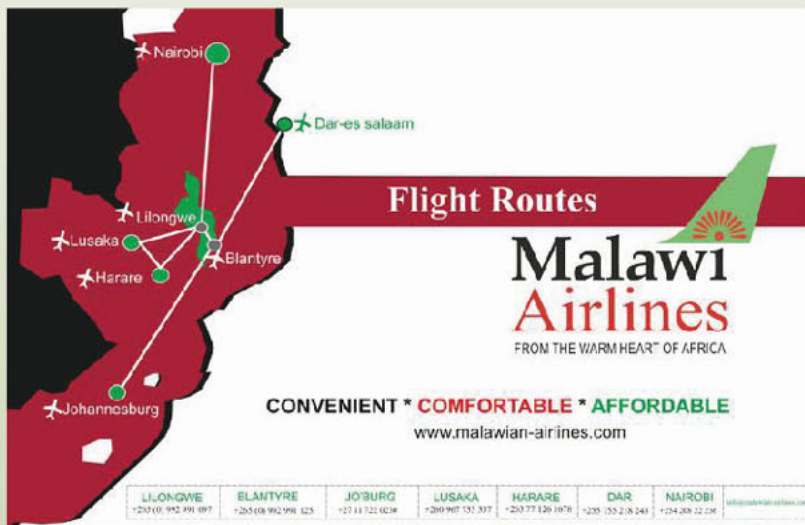 Nairobi
Dar-es salaam
Flight Routes
Lilongwe
Lusaka
Blantyre
Harare
Malawi
Airlines
FROM THE WARM HEART OF AFRICA
Johannesburg
CONVENIENT * COMFORTABLE * AFFORDABLE
www.malawian-airlines.com
LILONGWE BLANTYRE JO'BURG LUSAKA HARARE DAR NAIROBI